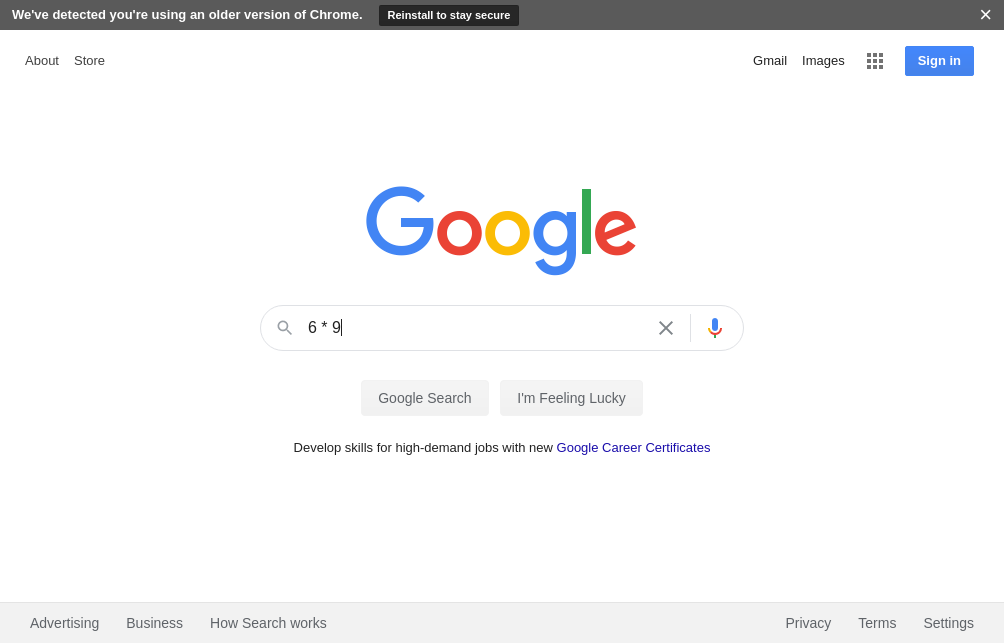 We've detected you're using an older version of Chrome. Reinstall to stay secure
About Store Gmail Images Sign in
Google
6 * 9
Google Search I'm Feeling Lucky
Develop skills for high-demand jobs with new Google Career Certificates
Advertising Business How Search works Privacy Terms Settings